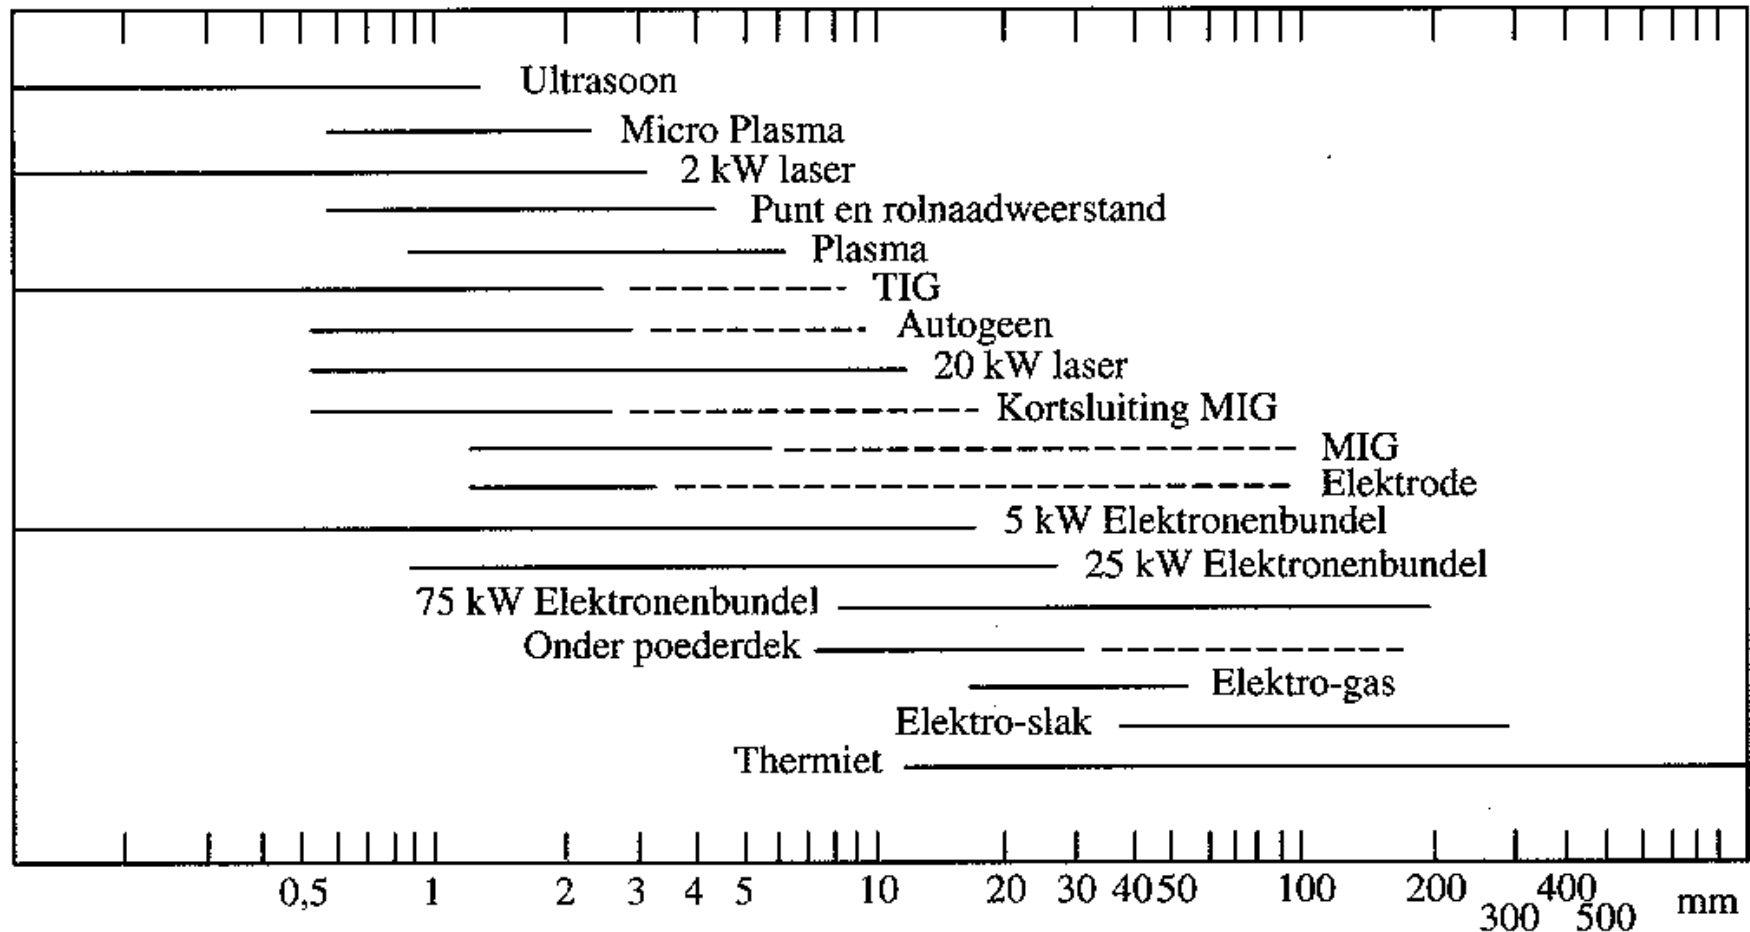 Ultrasoon
Micro Plasma
2 kW laser
Punt en rolnaadweerstand
Plasma
TIG
Autogeen
20 kW laser
Kortsluiting MIG
MIG
Elektrode
5 kW Elektronenbundel
25 kW Elektronenbundel
75 kW Elektronenbundel
Onder poederdek
Elektro-gas
Elektro-slak
Thermiet
0,5 1 2 3 4 5 10 20 30 40 50 100 200 400 mm
300 500